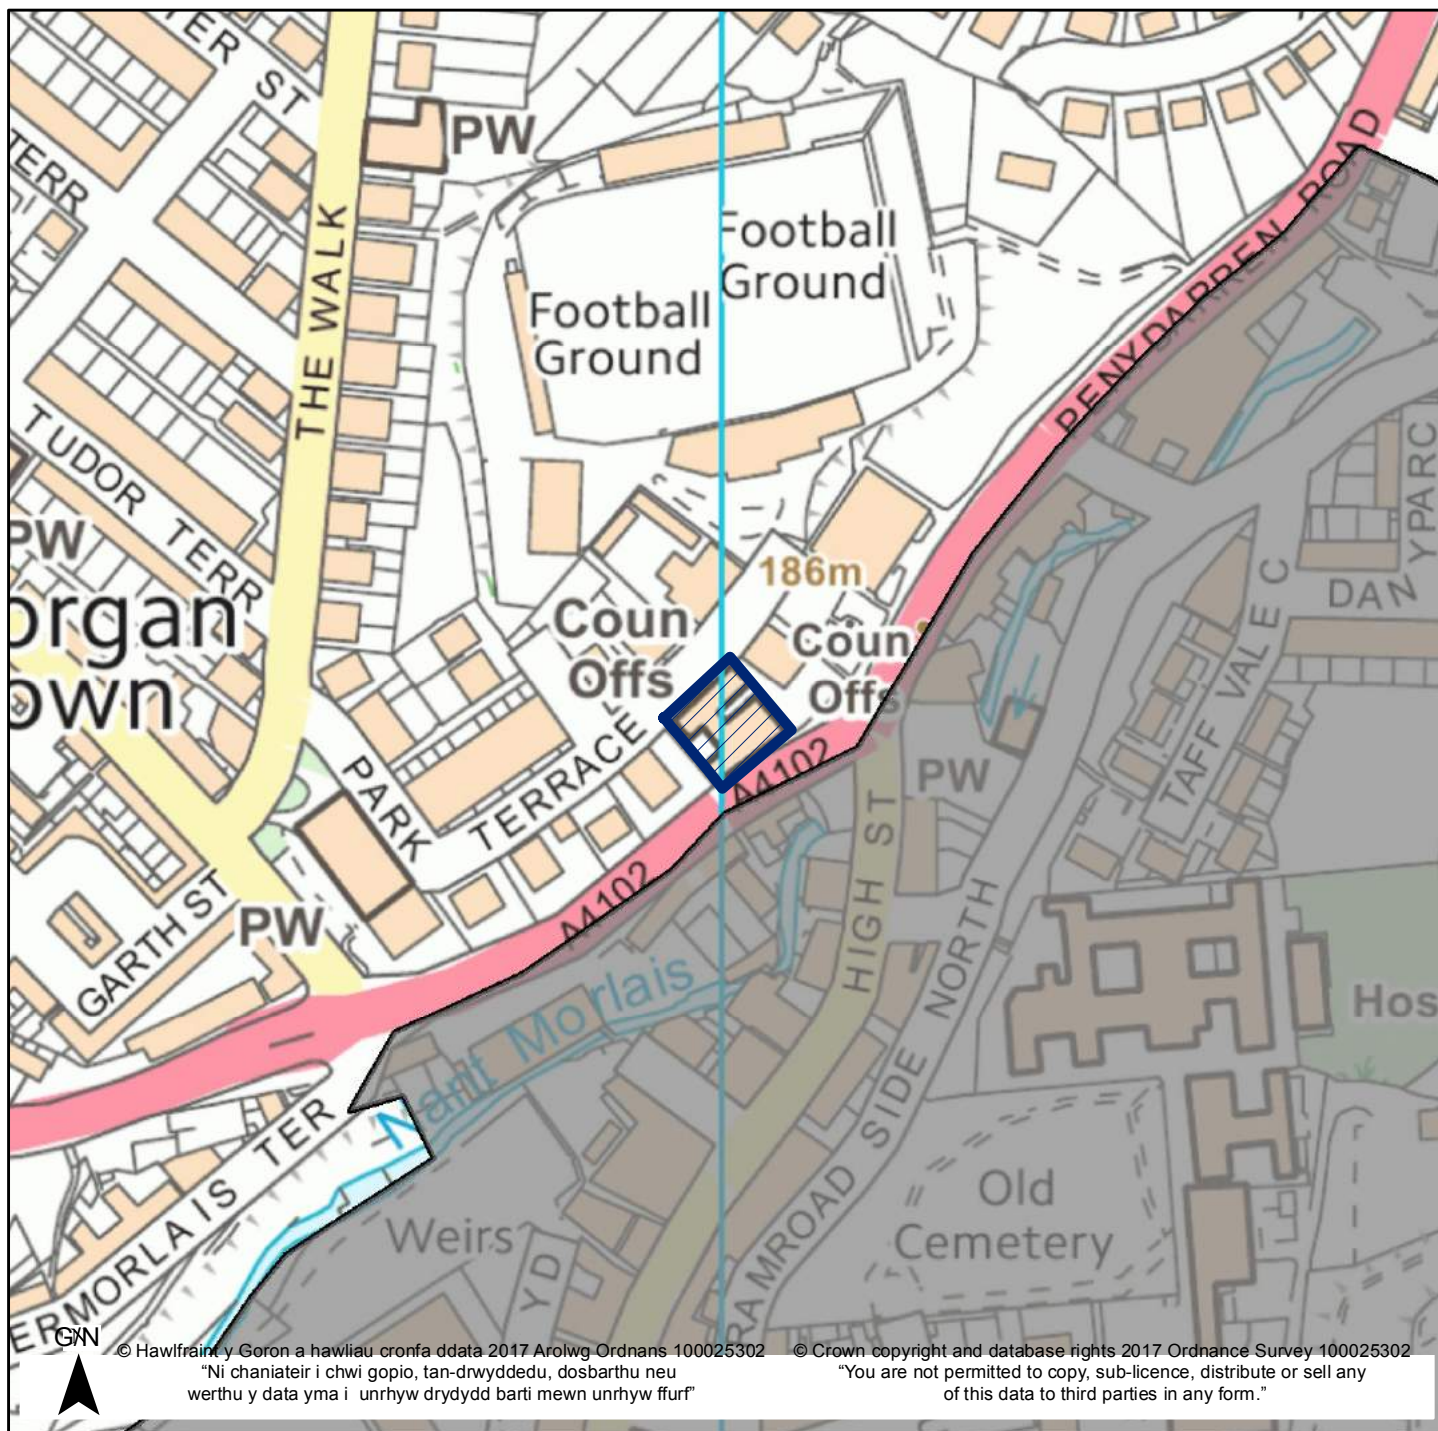 TER ST
PW
TERR
THE WALK
Football
Ground
Football
Ground
PENYDARREN ROAD
TUDOR TERR
PW
organ
own
186m
Coun
Offs
Coun
Offs
DAN YPARC
TAFF VALE C
PW
PARK TERRACE
A4102
A4102
HIGH ST
GARTH ST
PW
Nant Morlais
NORTH
SIDE
RAMROAD
Hos
Old
Cemetery
Weirs
YD
ERMORLAIS TER
GN
© Hawlfraint y Goron a hawliau cronfa ddata 2017 Arolwg Ordnans 100025302
“Ni chaniateir i chwi gopio, tan-drwyddedu, dosbarthu neu
werthu y data yma i unrhyw drydydd barti mewn unrhyw ffurf”
© Crown copyright and database rights 2017 Ordnance Survey 100025302
“You are not permitted to copy, sub-licence, distribute or sell any
of this data to third parties in any form.”